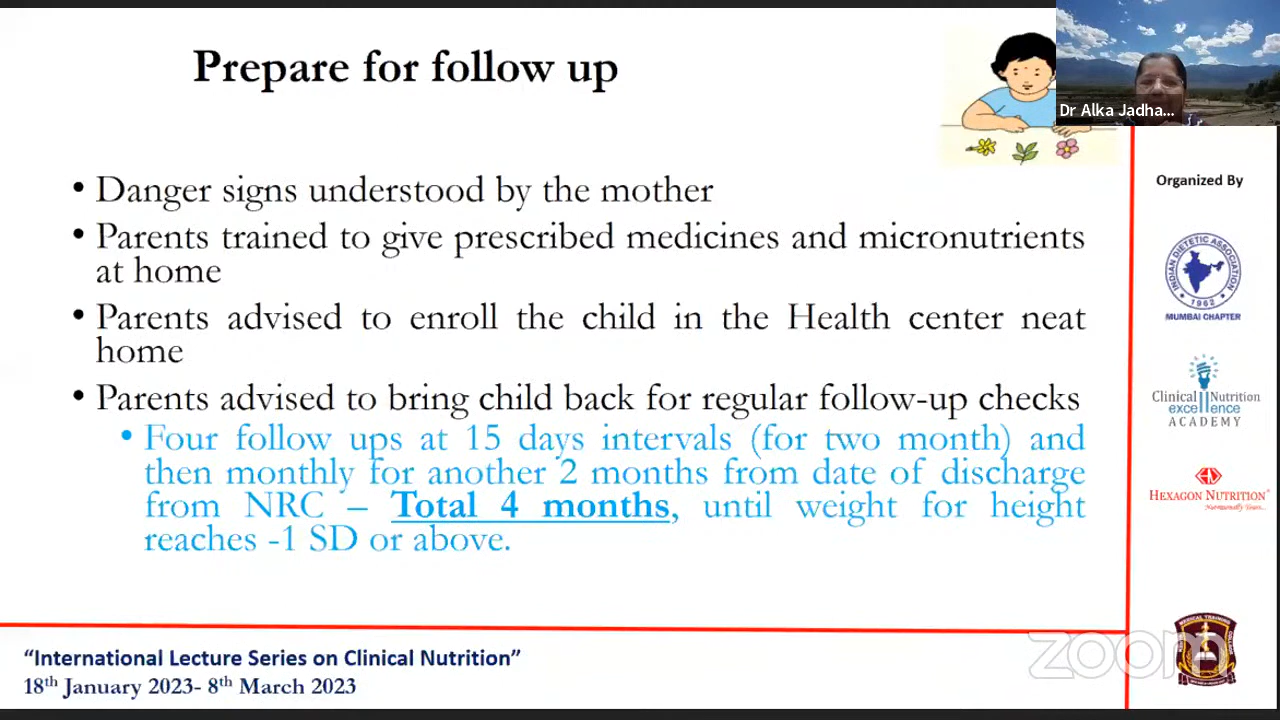 Prepare for follow up
Dr Alka Jadha...
• Danger signs understood by the mother
• Parents trained to give prescribed medicines and micronutrients
at home
• Parents advised to enroll the child in the Health center neat
home
• Parents advised to bring child back for regular follow-up checks
• Four follow ups at 15 days intervals (for two month) and
then monthly for another 2 months from date of discharge
from NRC – Total 4 months, until weight for height
reaches -1 SD or above.
Organized By
INDIAN DIETETIC ASSOCIATION
1962
MUMBAI CHAPTER
Clinical Nutrition
excellence
ACADEMY
HEXAGON NUTRITION
Nutritionally Yours...
“International Lecture Series on Clinical Nutrition”
18th January 2023- 8th March 2023
zoom